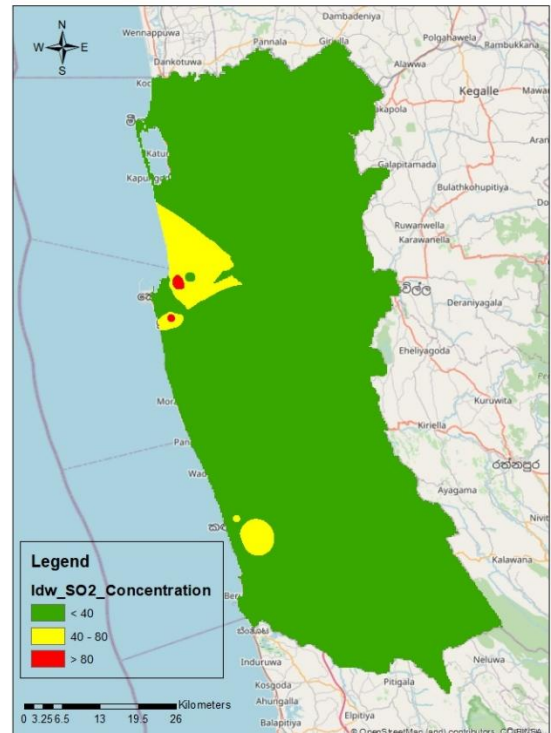 N
W E
S
Wennappuwa
Dankotuwa
Pannala
Dambadeniya
Polgahawela
Rambukkana
Alawwa
Kegalle
Galapitamada
Bulathkohupitiya
Ruwanwella
Karawanella
Deraniyagala
Eheliyagoda
Kuruwita
Kiriella
රත්නපුර
Ayagama
Kalawana
Neluwa
Pitigala
Elpitiya
Induruwa
Kosgoda
Ahungalla
Balapitiya
Legend
Idw_SO2_Concentration
< 40
40 - 80
> 80
Kilometers
0 3.25 6.5 13 19.5 26